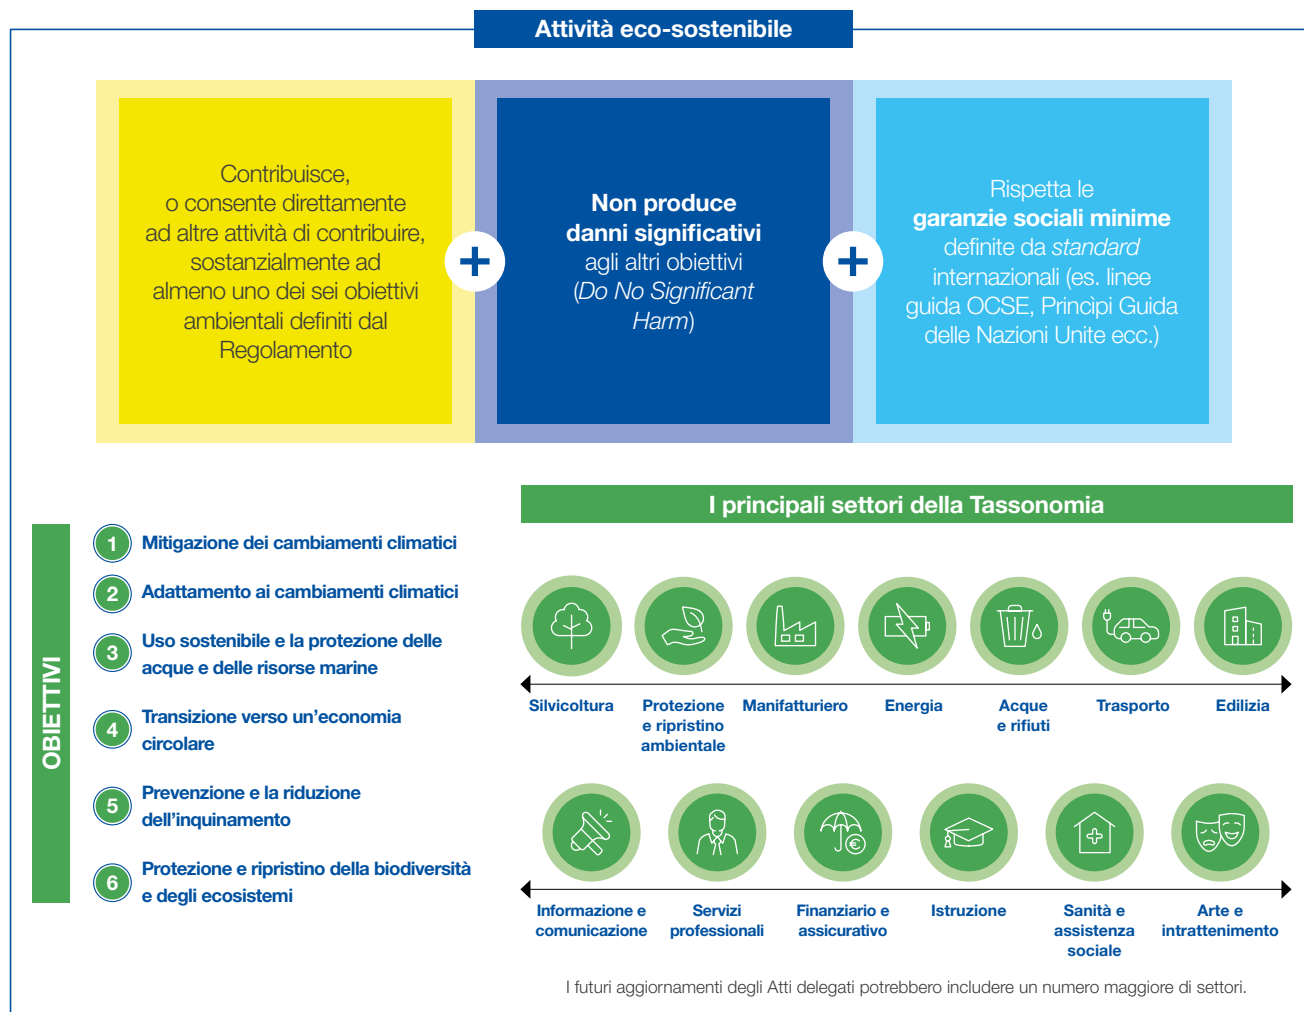 Attività eco-sostenibile
Contribuisce,
o consente direttamente
ad altre attività di contribuire,
sostanzialmente ad
almeno uno dei sei obiettivi
ambientali definiti dal
Regolamento
+
Non produce
danni significativi
agli altri obiettivi
(Do No Significant
Harm)
+
Rispetta le
garanzie sociali minime
definite da standard
internazionali (es. linee
guida OCSE, Princìpi Guida
delle Nazioni Unite ecc.)
OBIETTIVI
1 Mitigazione dei cambiamenti climatici
2 Adattamento ai cambiamenti climatici
3 Uso sostenibile e la protezione delle
acque e delle risorse marine
4 Transizione verso un'economia
circolare
5 Prevenzione e la riduzione
dell'inquinamento
6 Protezione e ripristino della biodiversità
e degli ecosistemi
I principali settori della Tassonomia
Silvicoltura
Protezione
e ripristino
ambientale
Manifatturiero
Energia
Acque
e rifiuti
Trasporto
Edilizia
€
Informazione e
comunicazione
Servizi
professionali
Finanziario e
assicurativo
Istruzione
Sanità e
assistenza
sociale
Arte e
intrattenimento
I futuri aggiornamenti degli Atti delegati potrebbero includere un numero maggiore di settori.